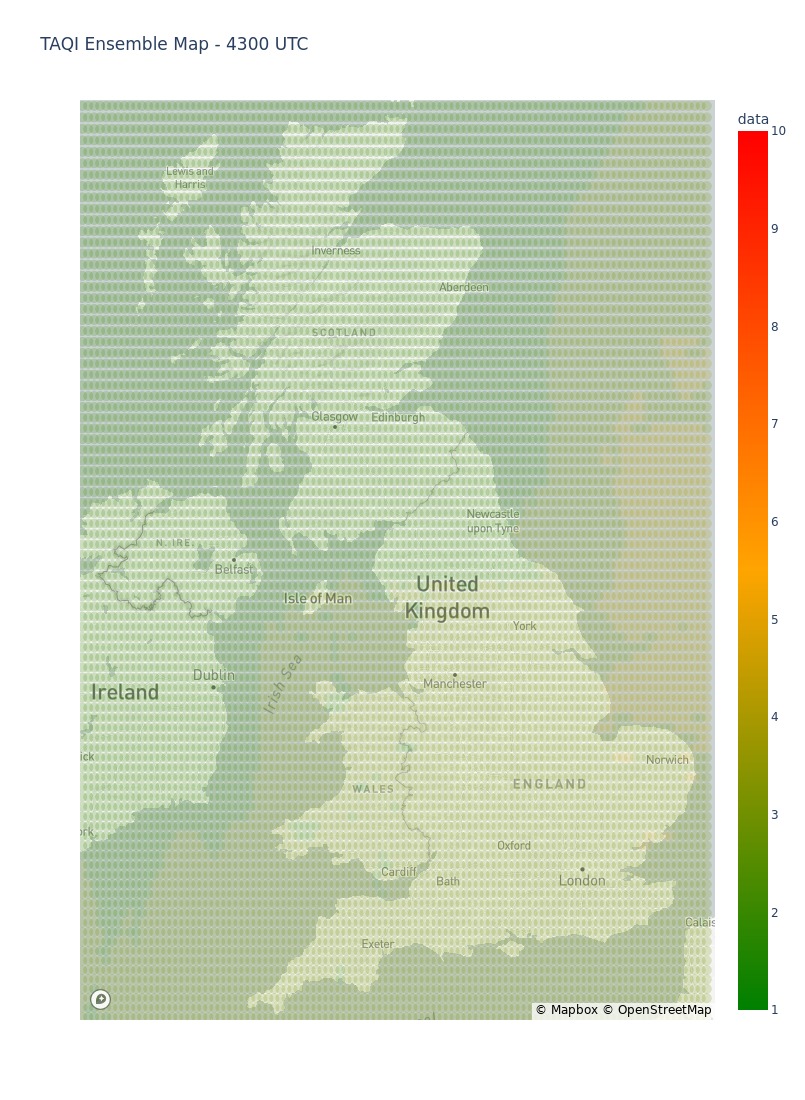 TAQI Ensemble Map - 4300 UTC
data
10
9
8
7
6
5
4
3
2
1
Lewis and
Harris
Inverness
Aberdeen
SCOTLAND
Glasgow
Edinburgh
Newcastle
upon Tyne
N. IRE.
Belfast
Isle of Man
United
Kingdom
York
Irish Sea
Dublin
Manchester
Ireland
ick
Norwich
WALES
ENGLAND
ork
Oxford
Cardiff
Bath
London
Calais
Exeter
© Mapbox © OpenStreetMap